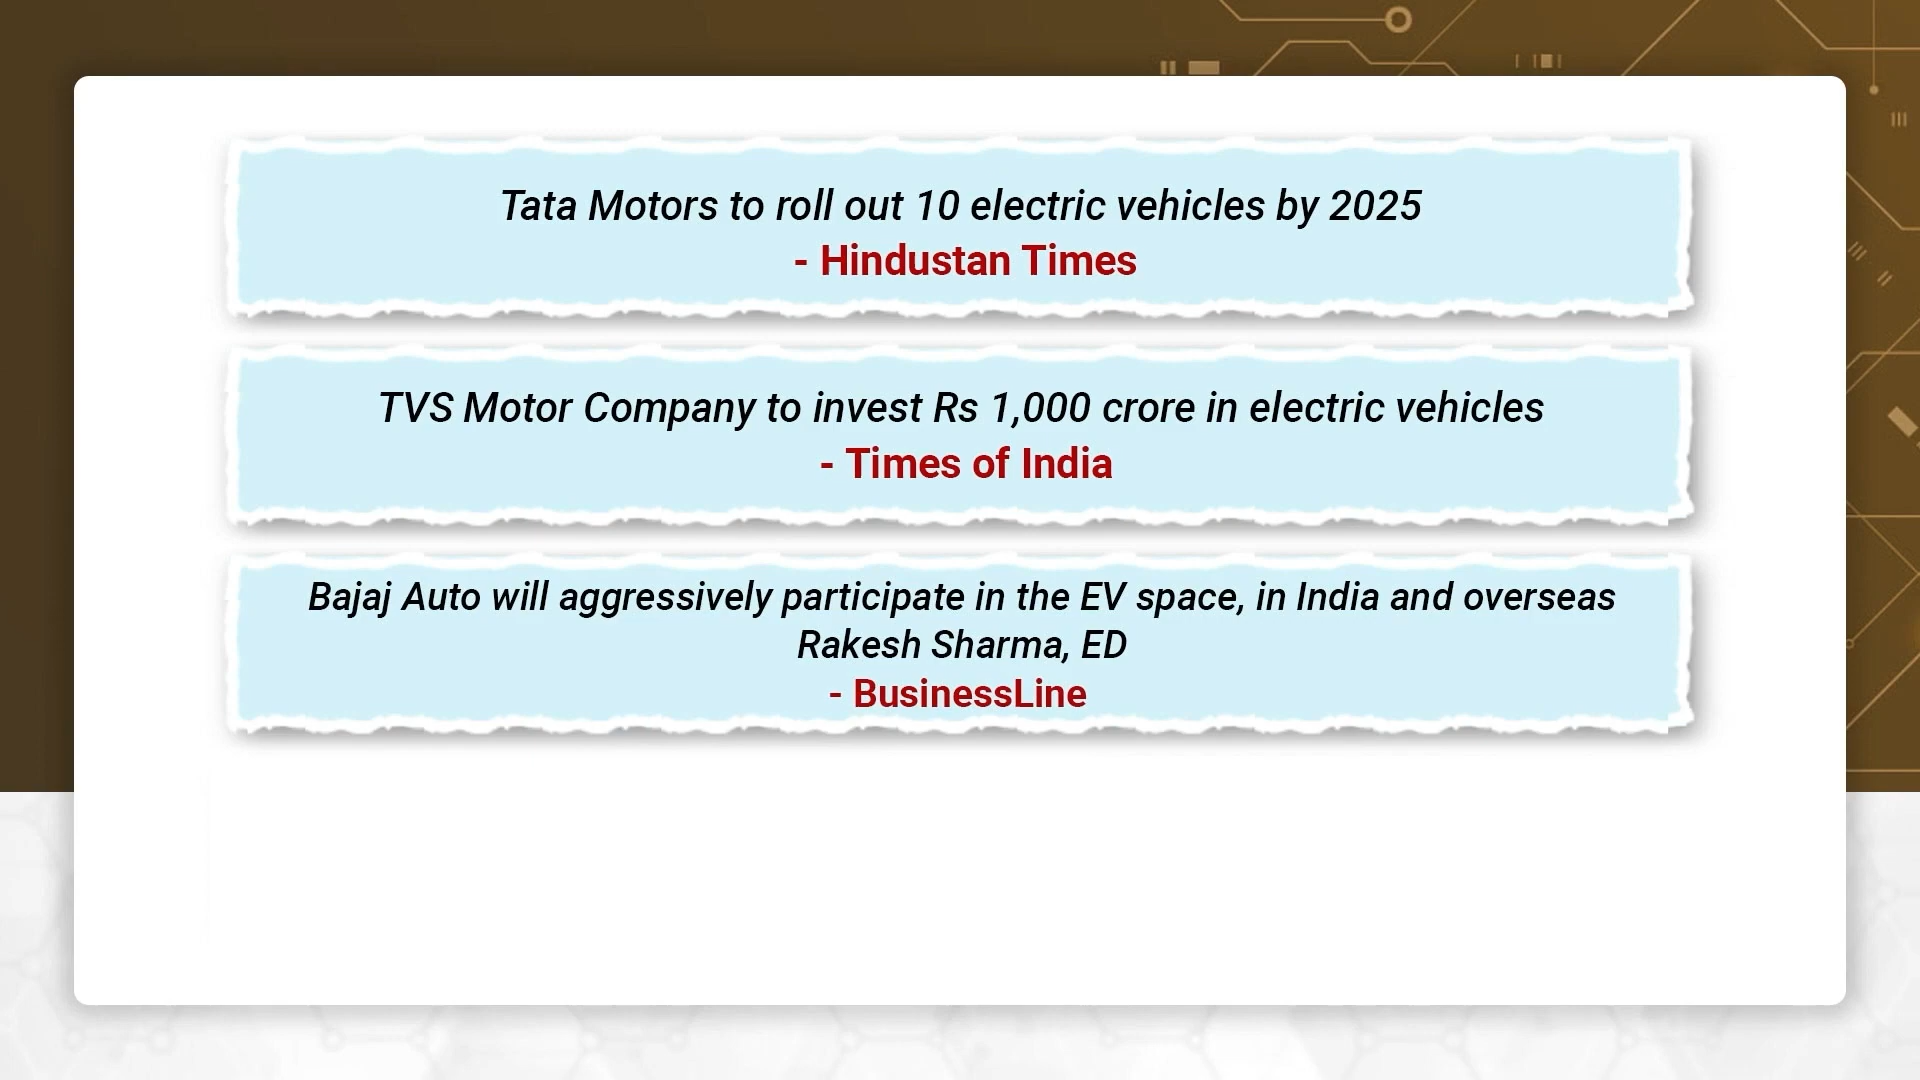 Tata Motors to roll out 10 electric vehicles by 2025
- Hindustan Times
TVS Motor Company to invest Rs 1,000 crore in electric vehicles
- Times of India
Bajaj Auto will aggressively participate in the EV space, in India and overseas
Rakesh Sharma, ED
- BusinessLine